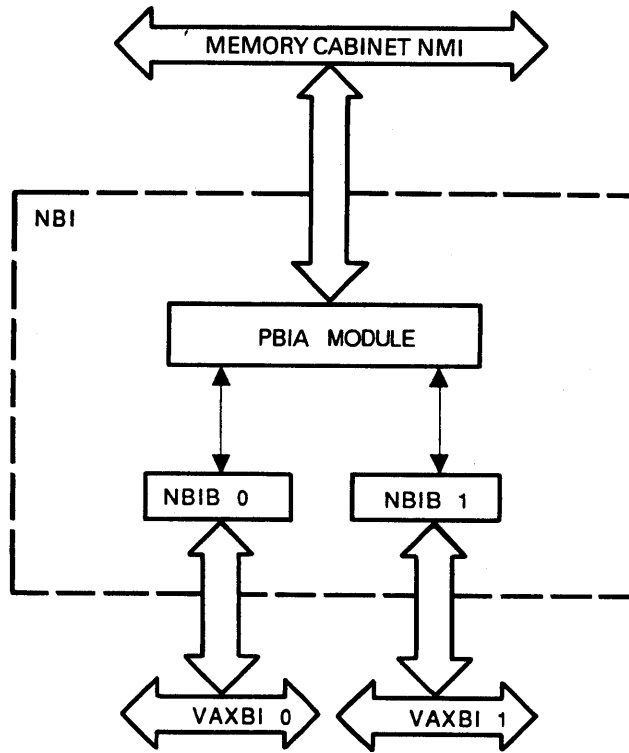 MEMORY CABINET NMI
NBI
PBIA MODULE
NBIB 0
NBIB 1
VAXBI 0
VAXBI 1